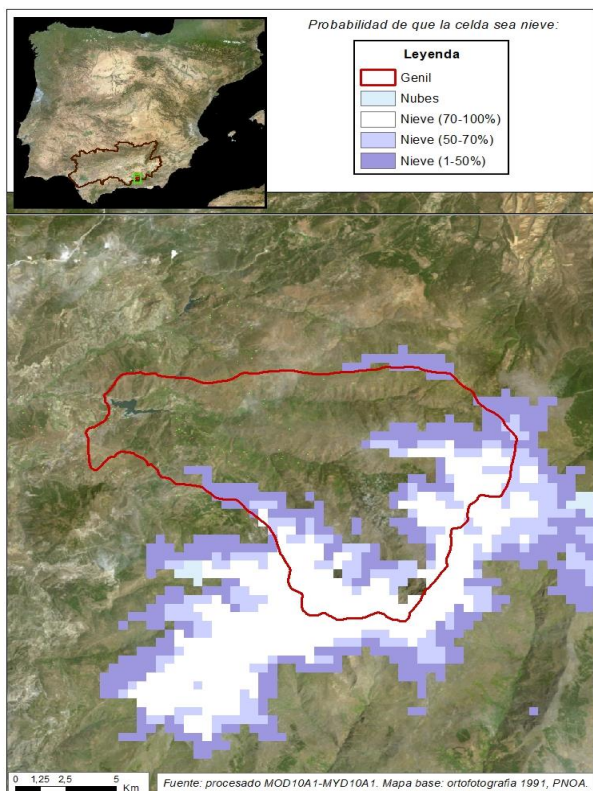 Probabilidad de que la celda sea nieve:
Leyenda
Genil
Nubes
Nieve (70-100%)
Nieve (50-70%)
Nieve (1-50%)
0 1,25 2,5 5
Km
Fuente: procesado MOD10A1-MYD10A1. Mapa base: ortofotografia 1991, PNOA.